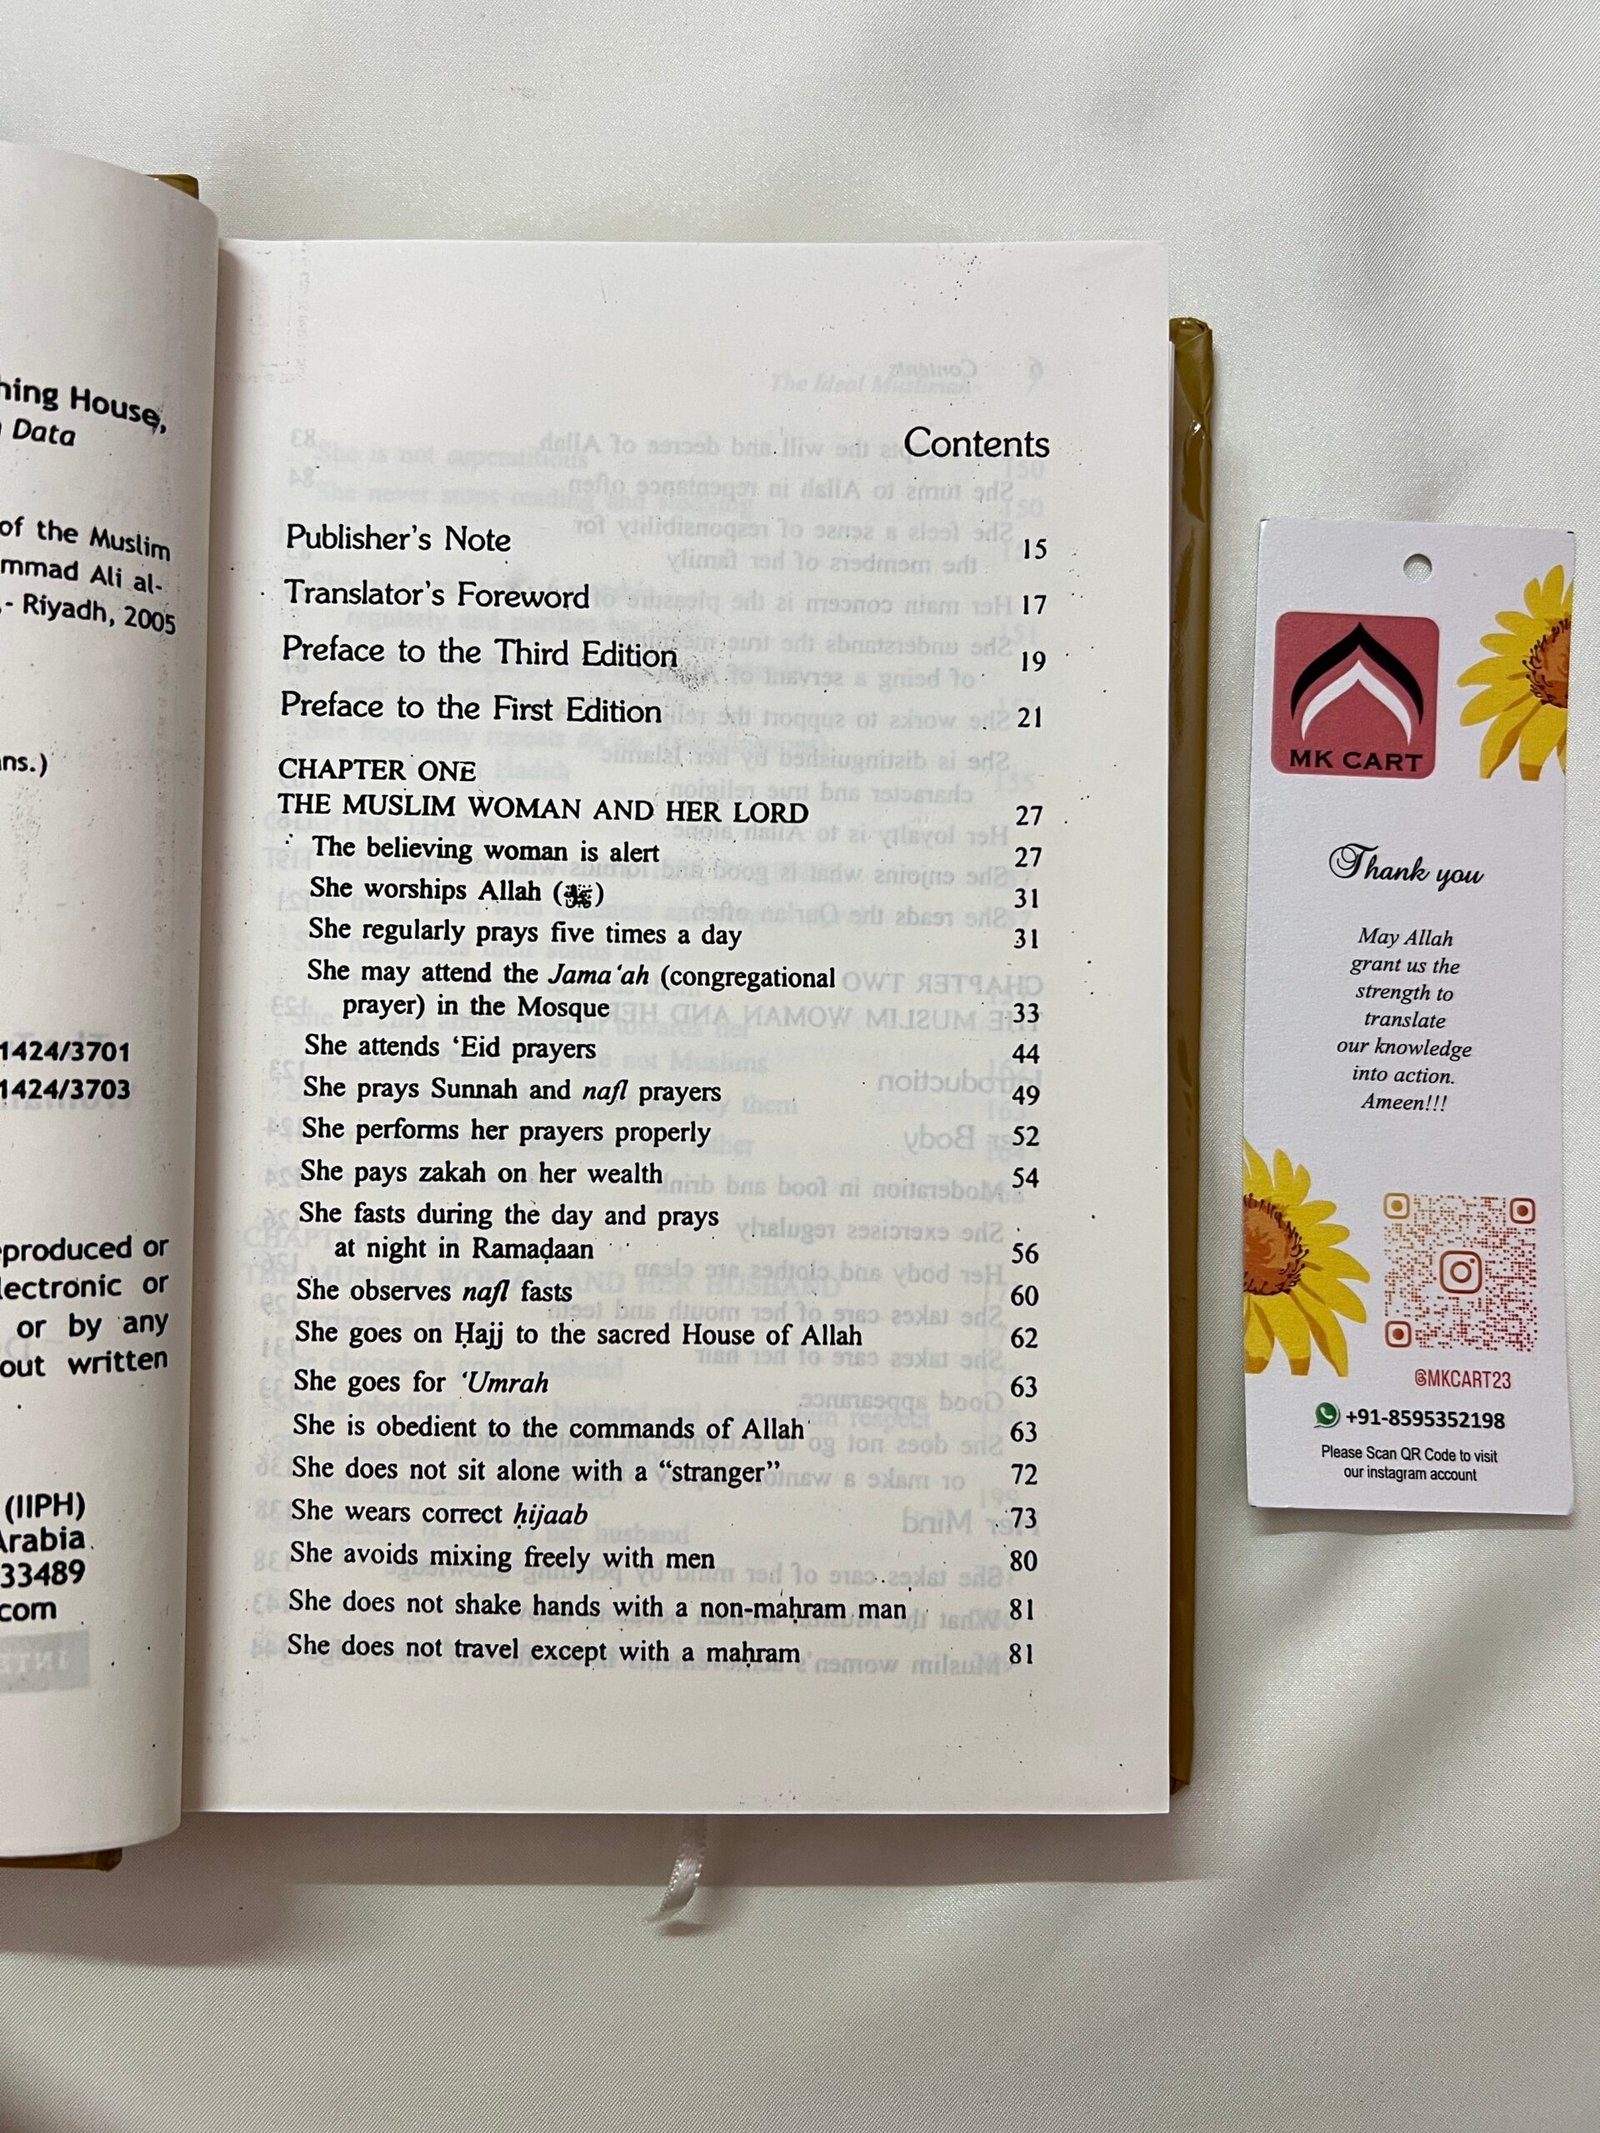 hing House,
Data
of the Muslim
mmad Ali al-
- Riyadh, 2005
ns.)
1424/3701
1424/3703
produced or
lectronic or
or by any
out written
(IIPH)
Arabia
33489
com
Contents
Publisher's Note 15
Translator's Foreword 17
Preface to the Third Edition 19
Preface to the First Edition 21
CHAPTER ONE
THE MUSLIM WOMAN AND HER LORD 27
The believing woman is alert 27
She worships Allah (ﷻ) 31
She regularly prays five times a day 31
She may attend the Jama'ah (congregational
prayer) in the Mosque 33
She attends 'Eid prayers 44
She prays Sunnah and nafl prayers 49
She performs her prayers properly 52
She pays zakah on her wealth 54
She fasts during the day and prays
at night in Ramaḍaan 56
She observes nafl fasts 60
She goes on Ḥajj to the sacred House of Allah 62
She goes for 'Umrah 63
She is obedient to the commands of Allah 63
She does not sit alone with a "stranger" 72
She wears correct ḥijaab 73
She avoids mixing freely with men 80
She does not shake hands with a non-maḥram man 81
She does not travel except with a maḥram 81
MK CART
Thank you
May Allah
grant us the
strength to
translate
our knowledge
into action.
Ameen!!!
@MKCART23
+91-8595352198
Please Scan QR Code to visit
our instagram account